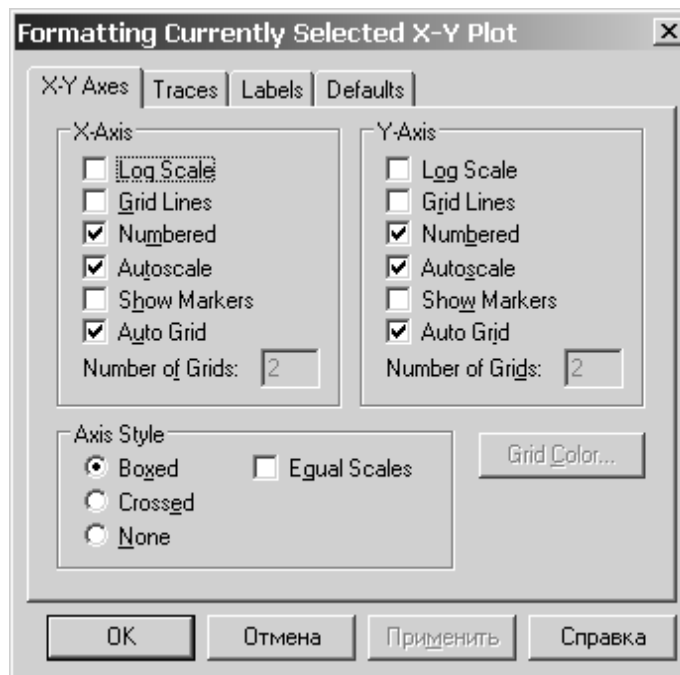 Formatting Currently Selected X-Y Plot
X-Y Axes Traces Labels Defaults
X-Axis
Log Scale
Grid Lines
Numbered
Autoscale
Show Markers
Auto Grid
Number of Grids: 2
Y-Axis
Log Scale
Grid Lines
Numbered
Autoscale
Show Markers
Auto Grid
Number of Grids: 2
Axis Style
Boxed
Crossed
None
Equal Scales
Grid Color...
OK Отмена Применить Справка